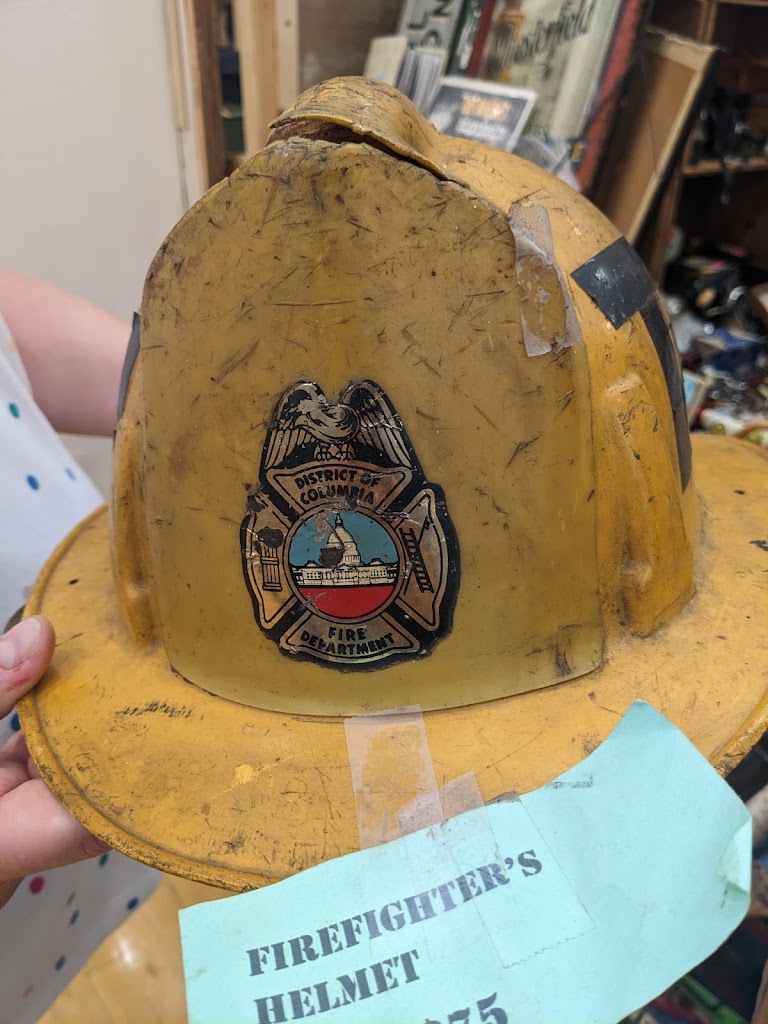 DISTRICT OF
COLUMBIA
FIRE
DEPARTMENT
FIREFIGHTER'S
HELMET